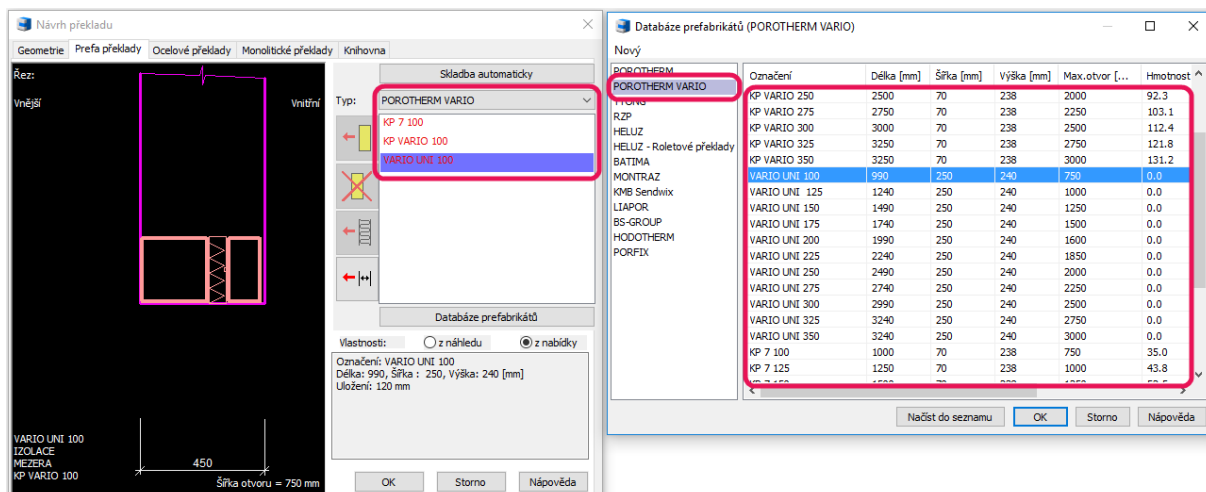 Návrh překladu
Geometrie Prefa překlady Ocelové překlady Monolitické překlady Knihovna
Řez:
Vnější Vnitřní
VARIO UNI 100
IZOLACE
MEZERA
KP VARIO 100
450
Šířka otvoru = 750 mm
Skladba automaticky
Typ: POROTHERM VARIO
KP 7 100
KP VARIO 100
VARIO UNI 100
Databáze prefabrikátů
Vlastnosti: z náhledu z nabídky
Označení: VARIO UNI 100
Délka: 990, Šířka : 250, Výška: 240 [mm]
Uložení: 120 mm
OK Storno Nápověda
Databáze prefabrikátů (POROTHERM VARIO)
Nový
POROTHERM
POROTHERM VARIO
YTONG
RZP
HELUZ
HELUZ - Roletové překlady
BATIMA
MONTRAZ
KMB Sendwix
LIAPOR
BS-GROUP
HODOTHERM
PORFIX
Označení Délka [mm] Šířka [mm] Výška [mm] Max.otvor [... Hmotnost
KP VARIO 250 2500 70 238 2000 92.3
KP VARIO 275 2750 70 238 2250 103.1
KP VARIO 300 3000 70 238 2500 112.4
KP VARIO 325 3250 70 238 2750 121.8
KP VARIO 350 3250 70 238 3000 131.2
VARIO UNI 100 990 250 240 750 0.0
VARIO UNI 125 1240 250 240 1000 0.0
VARIO UNI 150 1490 250 240 1250 0.0
VARIO UNI 175 1740 250 240 1500 0.0
VARIO UNI 200 1990 250 240 1600 0.0
VARIO UNI 225 2240 250 240 1850 0.0
VARIO UNI 250 2490 250 240 2000 0.0
VARIO UNI 275 2740 250 240 2250 0.0
VARIO UNI 300 2990 250 240 2500 0.0
VARIO UNI 325 3240 250 240 2750 0.0
VARIO UNI 350 3240 250 240 3000 0.0
KP 7 100 1000 70 238 750 35.0
KP 7 125 1250 70 238 1000 43.8
Načíst do seznamu OK Storno Nápověda